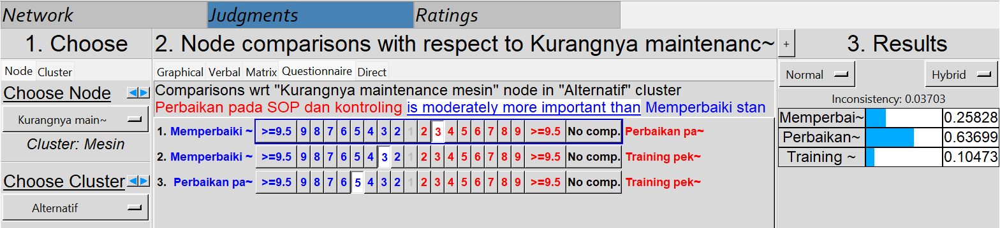 Network Judgments Ratings
1. Choose
Node Cluster
Choose Node
Kurangnya main~
Cluster: Mesin
Choose Cluster
Alternatif
2. Node comparisons with respect to Kurangnya maintenanc~
Graphical Verbal Matrix Questionnaire Direct
Comparisons wrt "Kurangnya maintenance mesin" node in "Alternatif" cluster
Perbaikan pada SOP dan kontroling is moderately more important than Memperbaiki stan
1. Memperbaiki ~ >=9.5 9 8 7 6 5 4 3 2 1 2 3 4 5 6 7 8 9 >=9.5 No comp. Perbaikan pa~
2. Memperbaiki ~ >=9.5 9 8 7 6 5 4 3 2 1 2 3 4 5 6 7 8 9 >=9.5 No comp. Training pek~
3. Perbaikan pa~ >=9.5 9 8 7 6 5 4 3 2 1 2 3 4 5 6 7 8 9 >=9.5 No comp. Training pek~
+ 3. Results
Normal Hybrid
Inconsistency: 0.03703
Memperbai~ 0.25828
Perbaikan~ 0.63699
Training ~ 0.10473